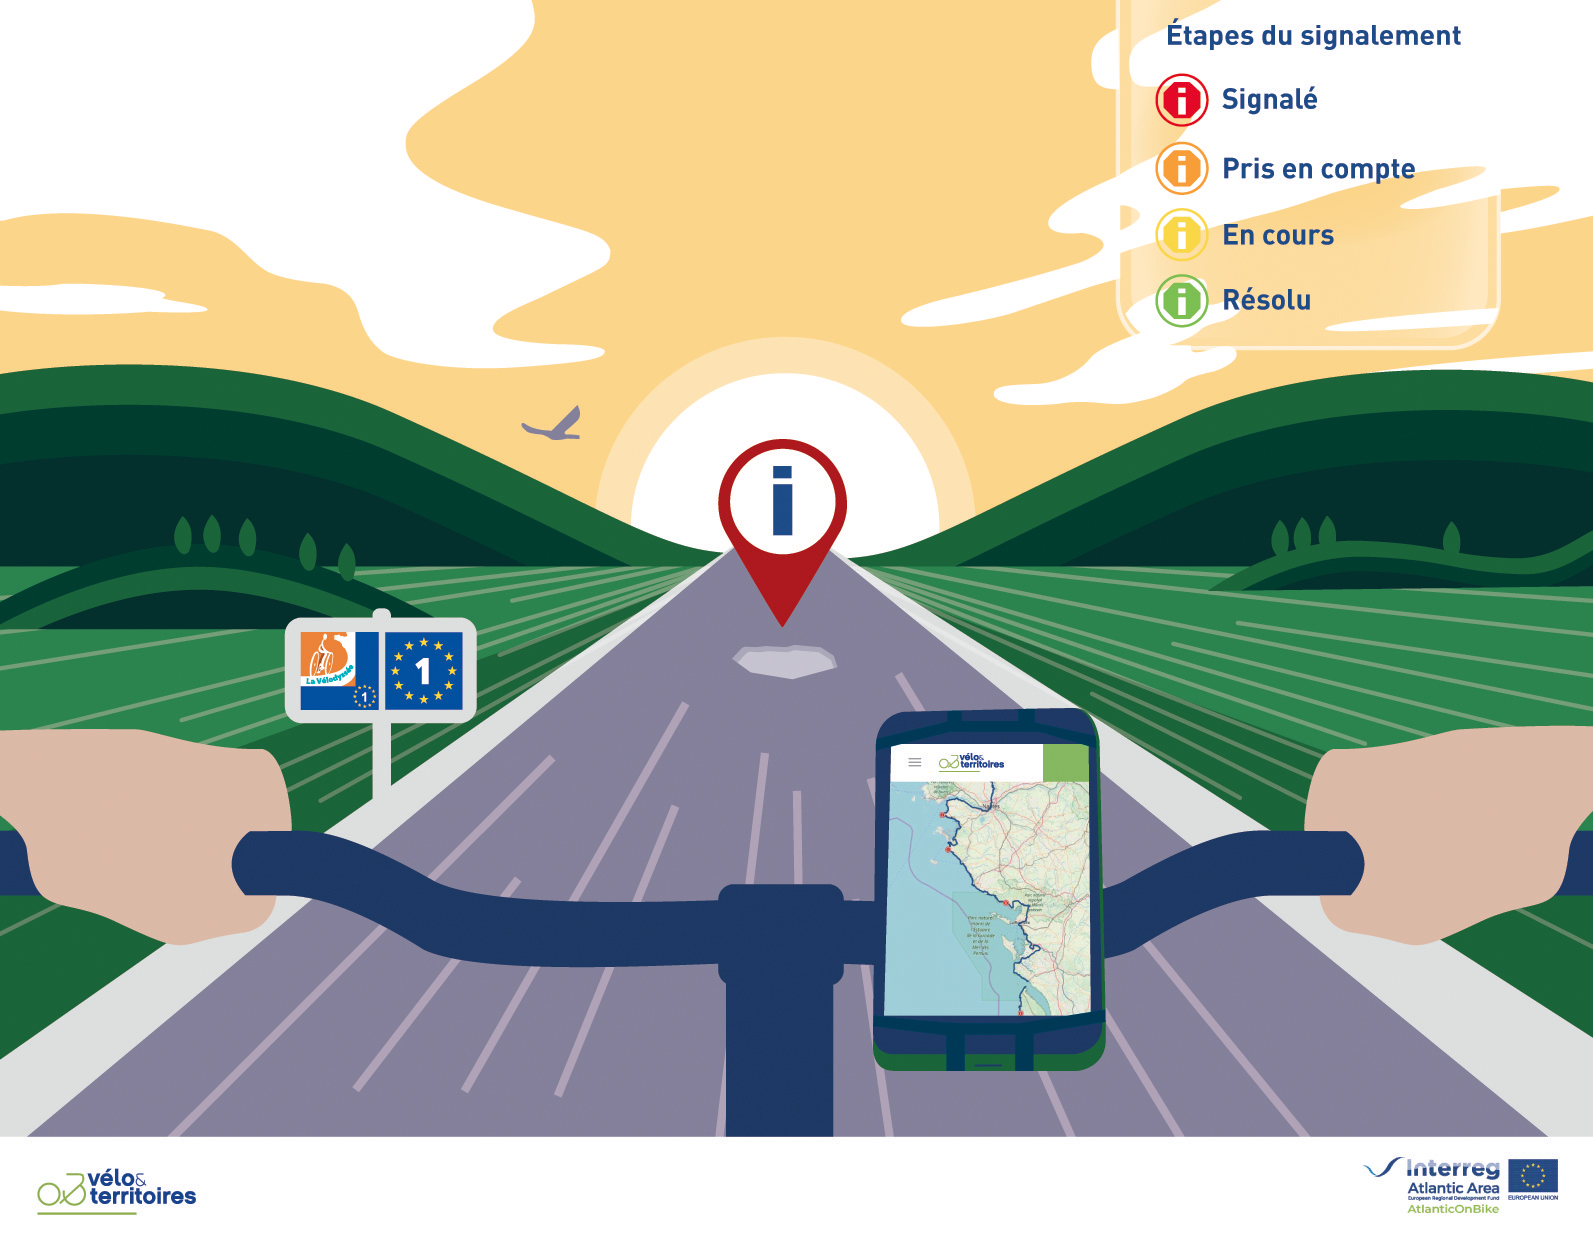 Étapes du signalement
i Signalé
i Pris en compte
i En cours
i Résolu
i
La Vélodyssée
1
1
vélo&
territoires
Nantes
vélo&
territoires
Interreg
Atlantic Area
European Regional Development Fund
EUROPEAN UNION
AtlanticOnBike